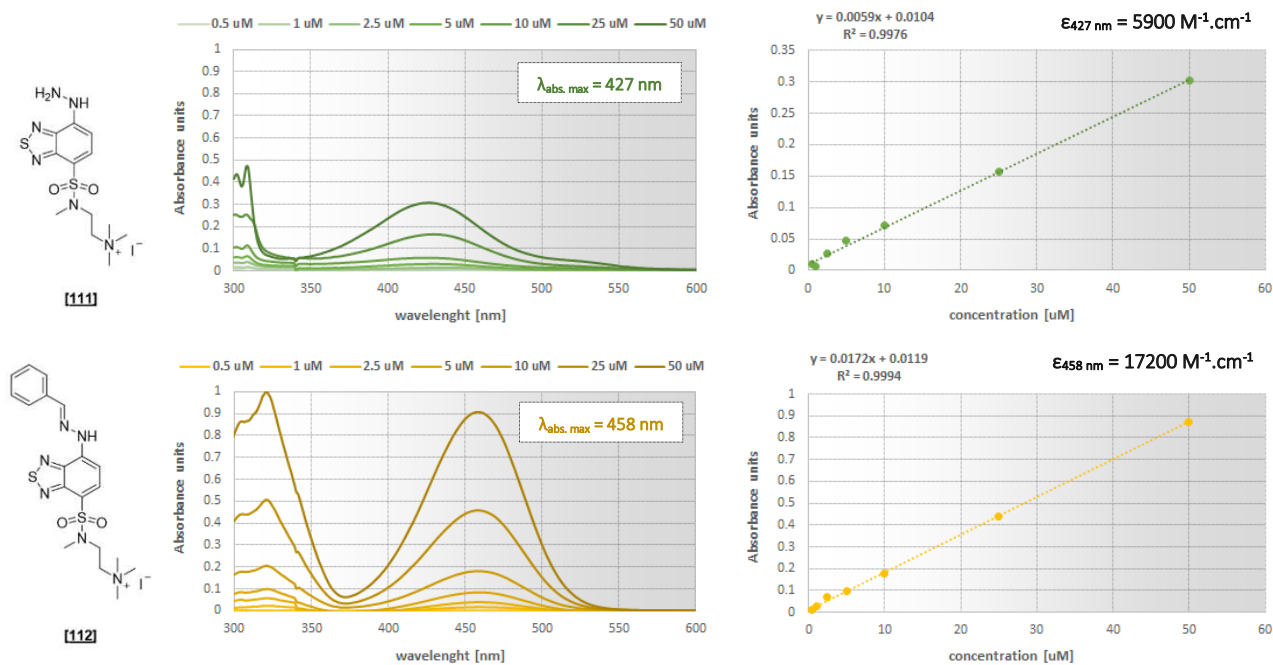 0.5 uM 1 uM 2.5 uM 5 uM 10 uM 25 uM 50 uM
λabs. max = 427 nm
Absorbance units
1
0.9
0.8
0.7
0.6
0.5
0.4
0.3
0.2
0.1
0
300 350 400 450 500 550 600
wavelenght [nm]
y = 0.0059x + 0.0104
R² = 0.9976
ε427 nm = 5900 M-1.cm-1
Absorbance units
0.35
0.3
0.25
0.2
0.15
0.1
0.05
0
0 10 20 30 40 50 60
concentration [uM]
H2N
NH
N
S
N
S
O O
N
N
+
I−
[111]
0.5 uM 1 uM 2.5 uM 5 uM 10 uM 25 uM 50 uM
λabs. max = 458 nm
Absorbance units
1
0.9
0.8
0.7
0.6
0.5
0.4
0.3
0.2
0.1
0
300 350 400 450 500 550 600
wavelenght [nm]
y = 0.0172x + 0.0119
R² = 0.9994
ε458 nm = 17200 M-1.cm-1
Absorbance units
1
0.9
0.8
0.7
0.6
0.5
0.4
0.3
0.2
0.1
0
0 10 20 30 40 50 60
concentration [uM]
N
NH
N
S
N
S
O O
N
N
+
I−
[112]